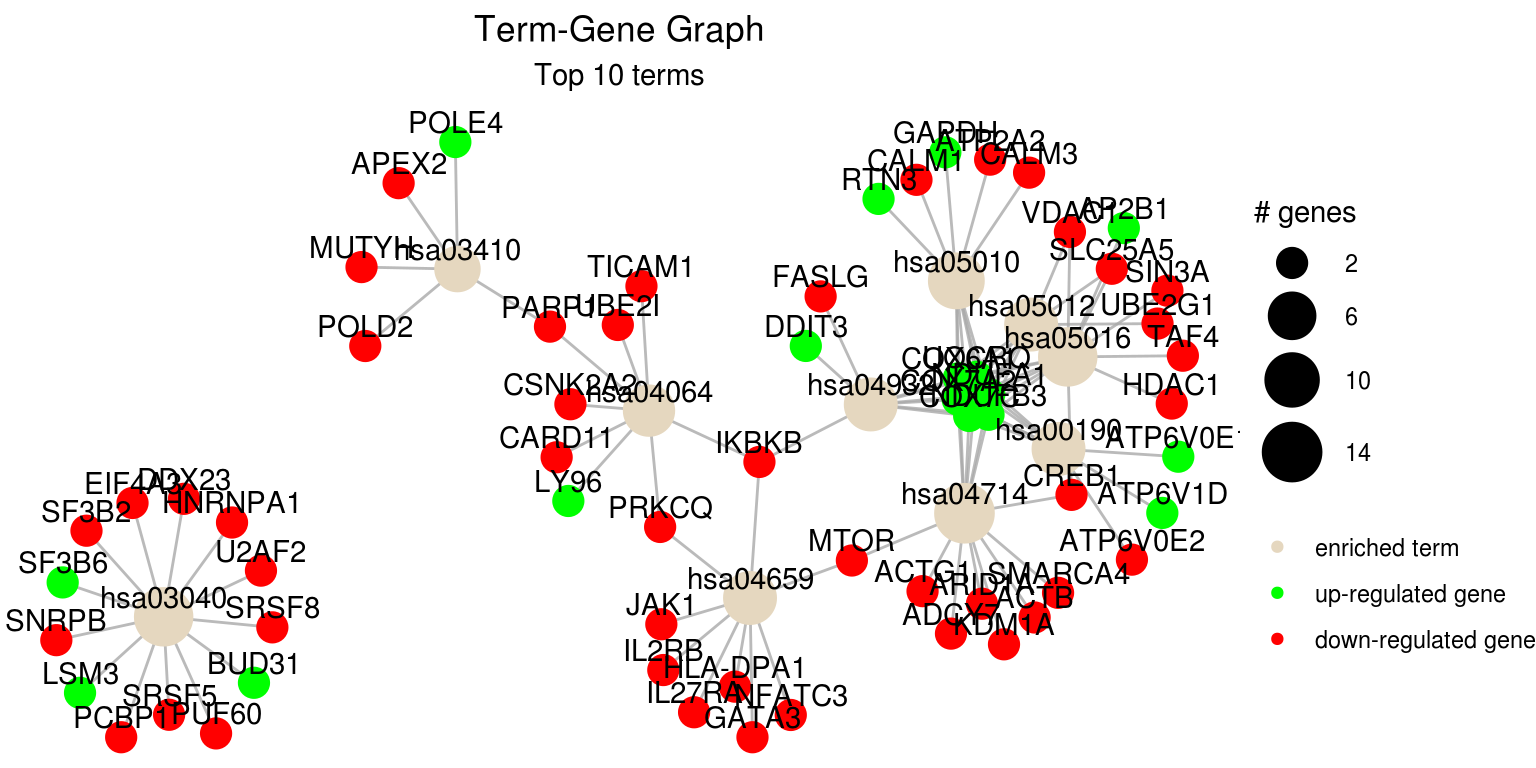 Term-Gene Graph
Top 10 terms
POLE4
APEX2
MUTYH
hsa03410
POLD2
PARP1
UBE2I
TICAM1
CSNK2A2
hsa04064
CARD11
LY96
IKBKB
PRKCQ
FASLG
DDIT3
GAPDH
ATP2A2
CALM1
CALM3
RTN3
hsa05010
VDAC1
AP2B1
SLC25A5
SIN3A
hsa05012
UBE2G1
hsa05016
TAF4
HDAC1
hsa00190
CREB1
ATP6V1D
ATP6V0E2
hsa04714
MTOR
ACTG1
ARID1A
SMARCA4
ACTB
ADCY7
KDM1A
hsa04659
JAK1
IL2RB
HLA-DPA1
IL27RA
NFATC3
GATA3
EIF4A3
DDX23
HNRNPA1
SF3B2
U2AF2
SF3B6
hsa03040
SRSF8
SNRPB
BUD31
LSM3
SRSF5
PCBP1
PUF60
# genes
2
6
10
14
enriched term
up-regulated gene
down-regulated gene